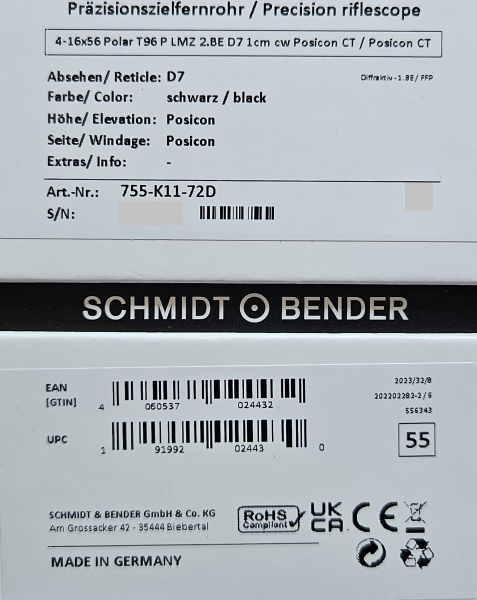 Präzisionszielfernrohr / Precision riflescope
4-16x56 Polar T96 P LMZ 2.BE D7 1cm cw Posicon CT / Posicon CT
Absehen/ Reticle: D7
Diffraktiv-1.BE/ FFP
Farbe/ Color: schwarz / black
Höhe/ Elevation: Posicon
Seite/ Windage: Posicon
Extras/ Info: -
Art.-Nr.: 755-K11-72D
S/N:
SCHMIDT BENDER
EAN
[GTIN]
4 060537 024432
2023/32/8
202202282-2 / 6
556343
UPC
1 91992 02443 0
55
SCHMIDT & BENDER GmbH & Co. KG
Am Grossacker 42 - 35444 Biebertal
RoHS
Compliant
UK
CA
CE
MADE IN GERMANY